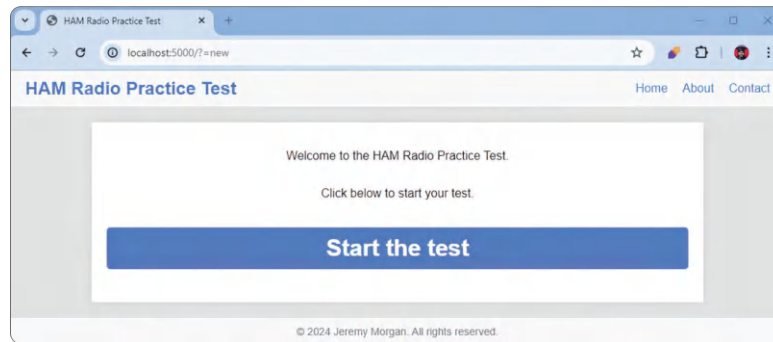 HAM Radio Practice Test
localhost:5000/?=new
HAM Radio Practice Test
Home About Contact
Welcome to the HAM Radio Practice Test.
Click below to start your test.
Start the test
© 2024 Jeremy Morgan. All rights reserved.